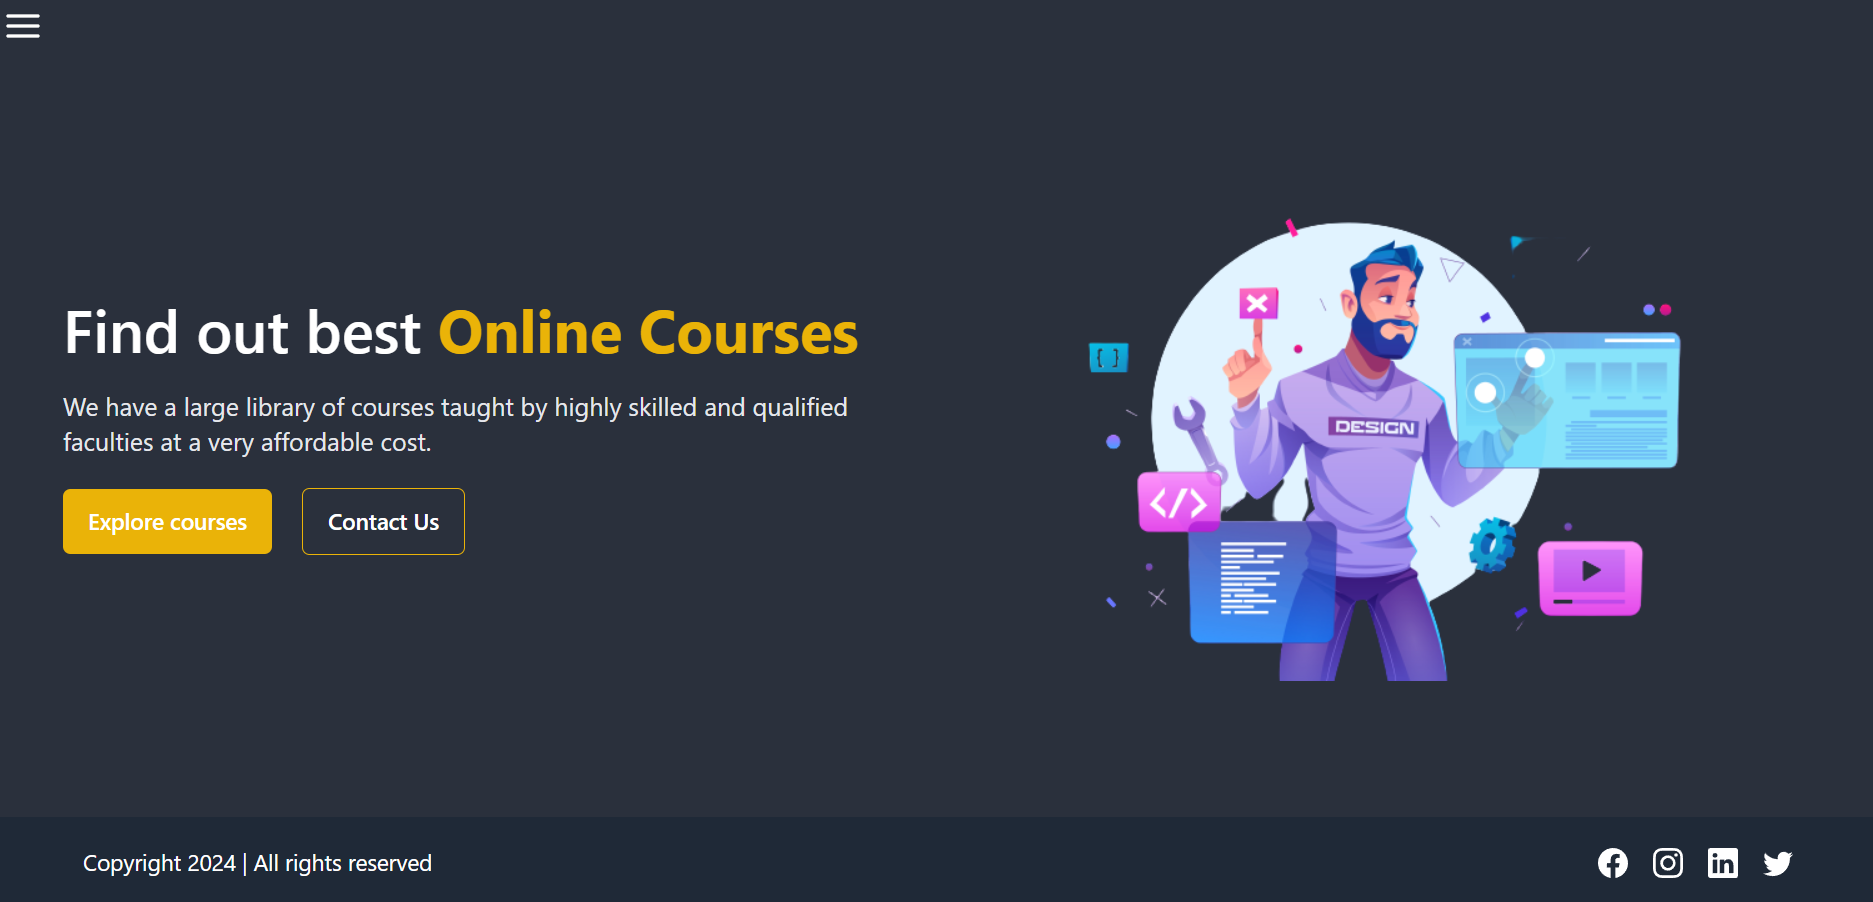 Find out best Online Courses
We have a large library of courses taught by highly skilled and qualified
faculties at a very affordable cost.
Explore courses
Contact Us
{ }
DESIGN
</>
Copyright 2024 | All rights reserved
in